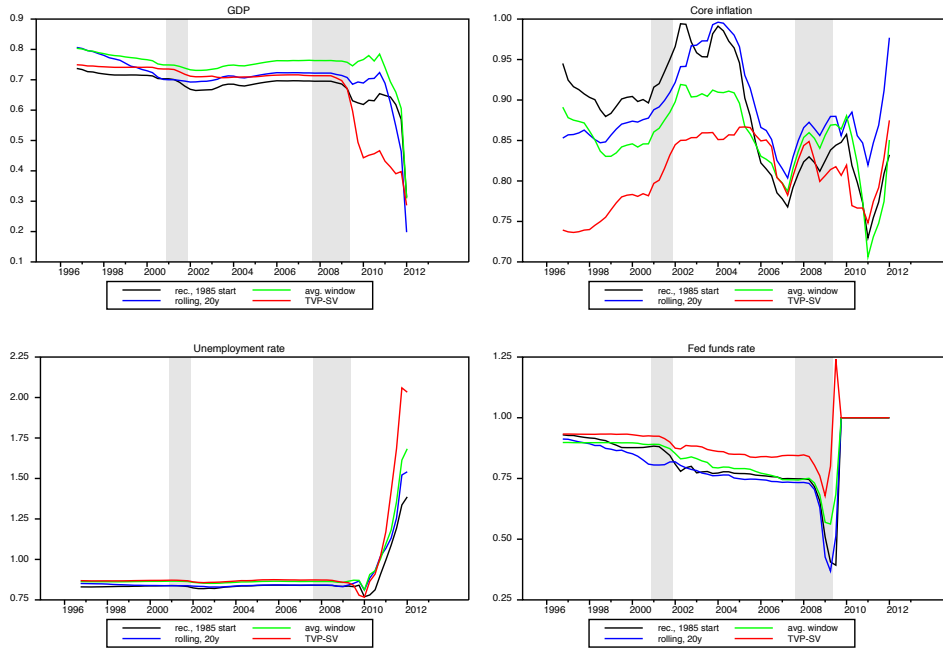 GDP
0.9
0.8
0.7
0.6
0.5
0.4
0.3
0.2
0.1
1996 1998 2000 2002 2004 2006 2008 2010 2012
rec., 1985 start avg. window
rolling, 20y TVP-SV
Core inflation
1.00
0.95
0.90
0.85
0.80
0.75
0.70
1996 1998 2000 2002 2004 2006 2008 2010 2012
rec., 1985 start avg. window
rolling, 20y TVP-SV
Unemployment rate
2.25
2.00
1.75
1.50
1.25
1.00
0.75
1996 1998 2000 2002 2004 2006 2008 2010 2012
rec., 1985 start avg. window
rolling, 20y TVP-SV
Fed funds rate
1.25
1.00
0.75
0.50
0.25
1996 1998 2000 2002 2004 2006 2008 2010 2012
rec., 1985 start avg. window
rolling, 20y TVP-SV